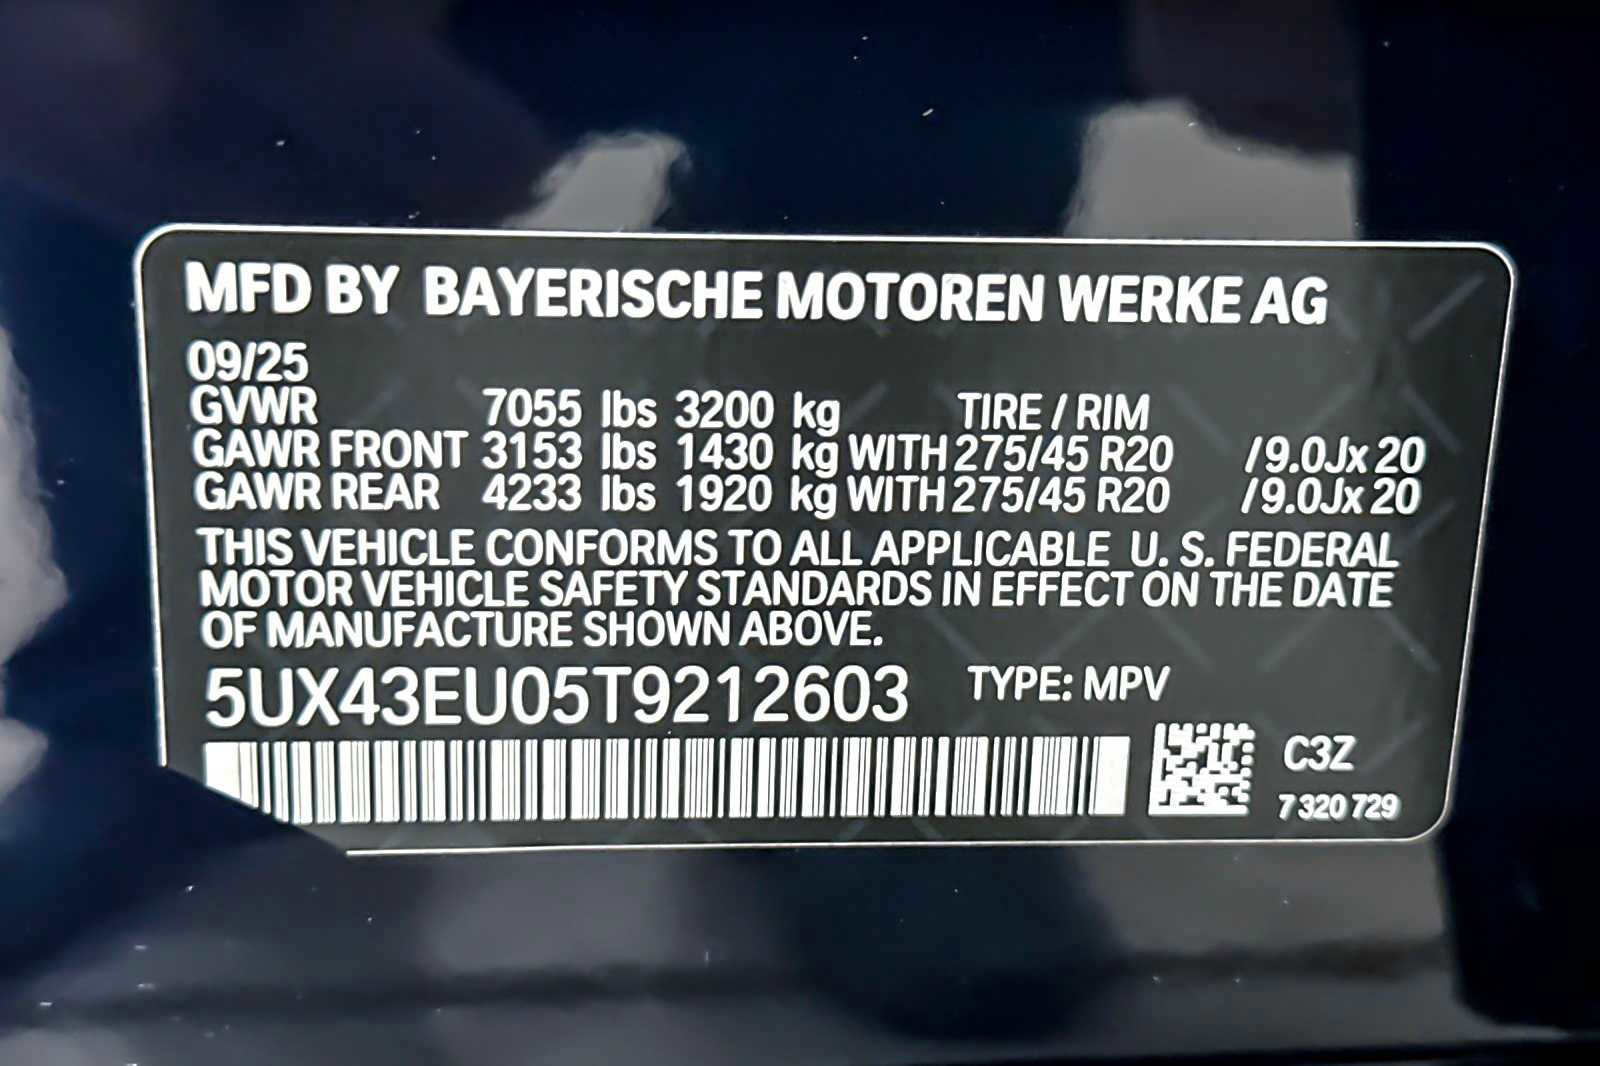 MFD BY BAYERISCHE MOTOREN WERKE AG
09/25
GVWR 7055 lbs 3200 kg TIRE / RIM
GAWR FRONT 3153 lbs 1430 kg WITH 275/45 R20 /9.0Jx 20
GAWR REAR 4233 lbs 1920 kg WITH 275/45 R20 /9.0Jx 20
THIS VEHICLE CONFORMS TO ALL APPLICABLE U. S. FEDERAL
MOTOR VEHICLE SAFETY STANDARDS IN EFFECT ON THE DATE
OF MANUFACTURE SHOWN ABOVE.
5UX43EU05T9212603 TYPE: MPV
C3Z
7 320 729